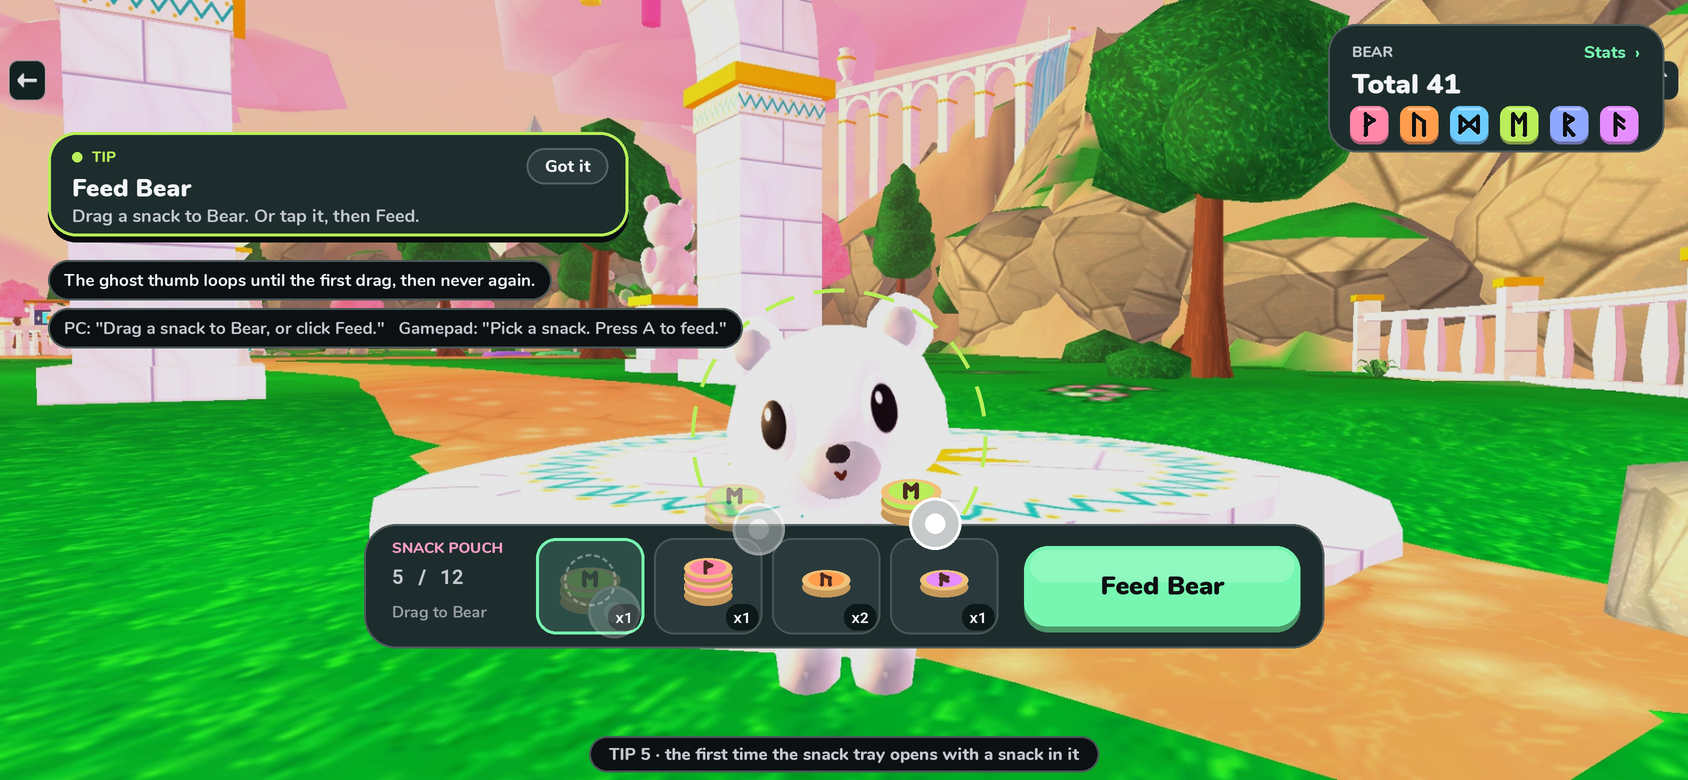 BEAR
Stats ›
Total 41
ᚹ ᚢ ᛞ ᛖ ᚱ ᚫ
TIP
Got it
Feed Bear
Drag a snack to Bear. Or tap it, then Feed.
The ghost thumb loops until the first drag, then never again.
PC: "Drag a snack to Bear, or click Feed." Gamepad: "Pick a snack. Press A to feed."
ᛖ ᛖ
SNACK POUCH
5 / 12
Drag to Bear
ᛖ ᚹ ᚢ ᚫ
x1 x1 x2 x1
Feed Bear
TIP 5 · the first time the snack tray opens with a snack in it